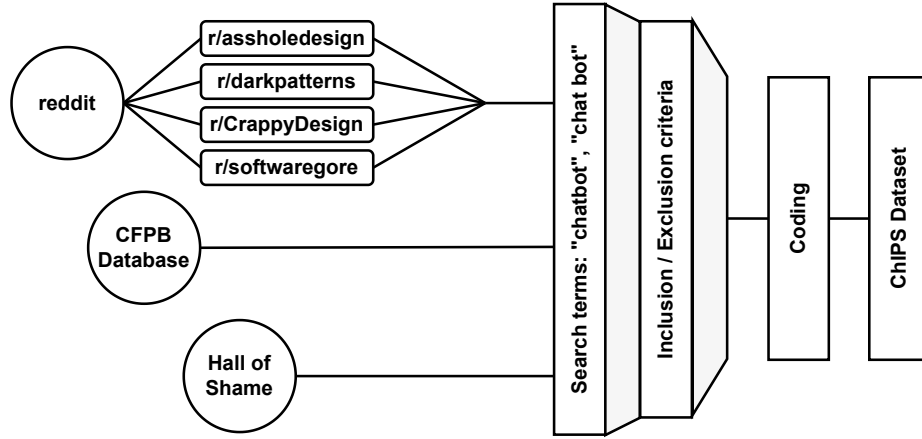 reddit
r/assholedesign
r/darkpatterns
r/CrappyDesign
r/softwaregore
CFPB
Database
Hall of
Shame
Search terms: "chatbot", "chat bot"
Inclusion / Exclusion criteria
Coding
ChIPS Dataset